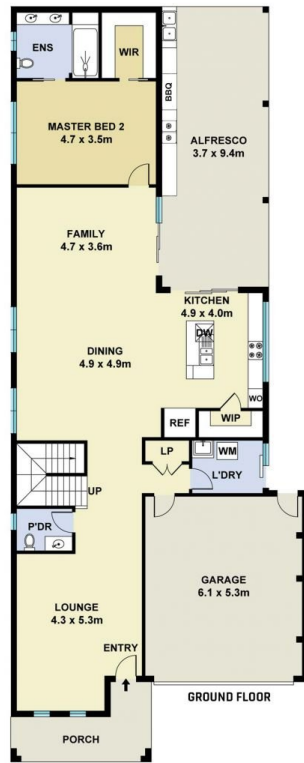 ENS
WIR
MASTER BED 2
4.7 x 3.5m
BBQ
ALFRESCO
3.7 x 9.4m
FAMILY
4.7 x 3.6m
KITCHEN
4.9 x 4.0m
DW
DINING
4.9 x 4.9m
WO
REF
WIP
LP
WM
L'DRY
UP
P'DR
GARAGE
6.1 x 5.3m
LOUNGE
4.3 x 5.3m
ENTRY
GROUND FLOOR
PORCH